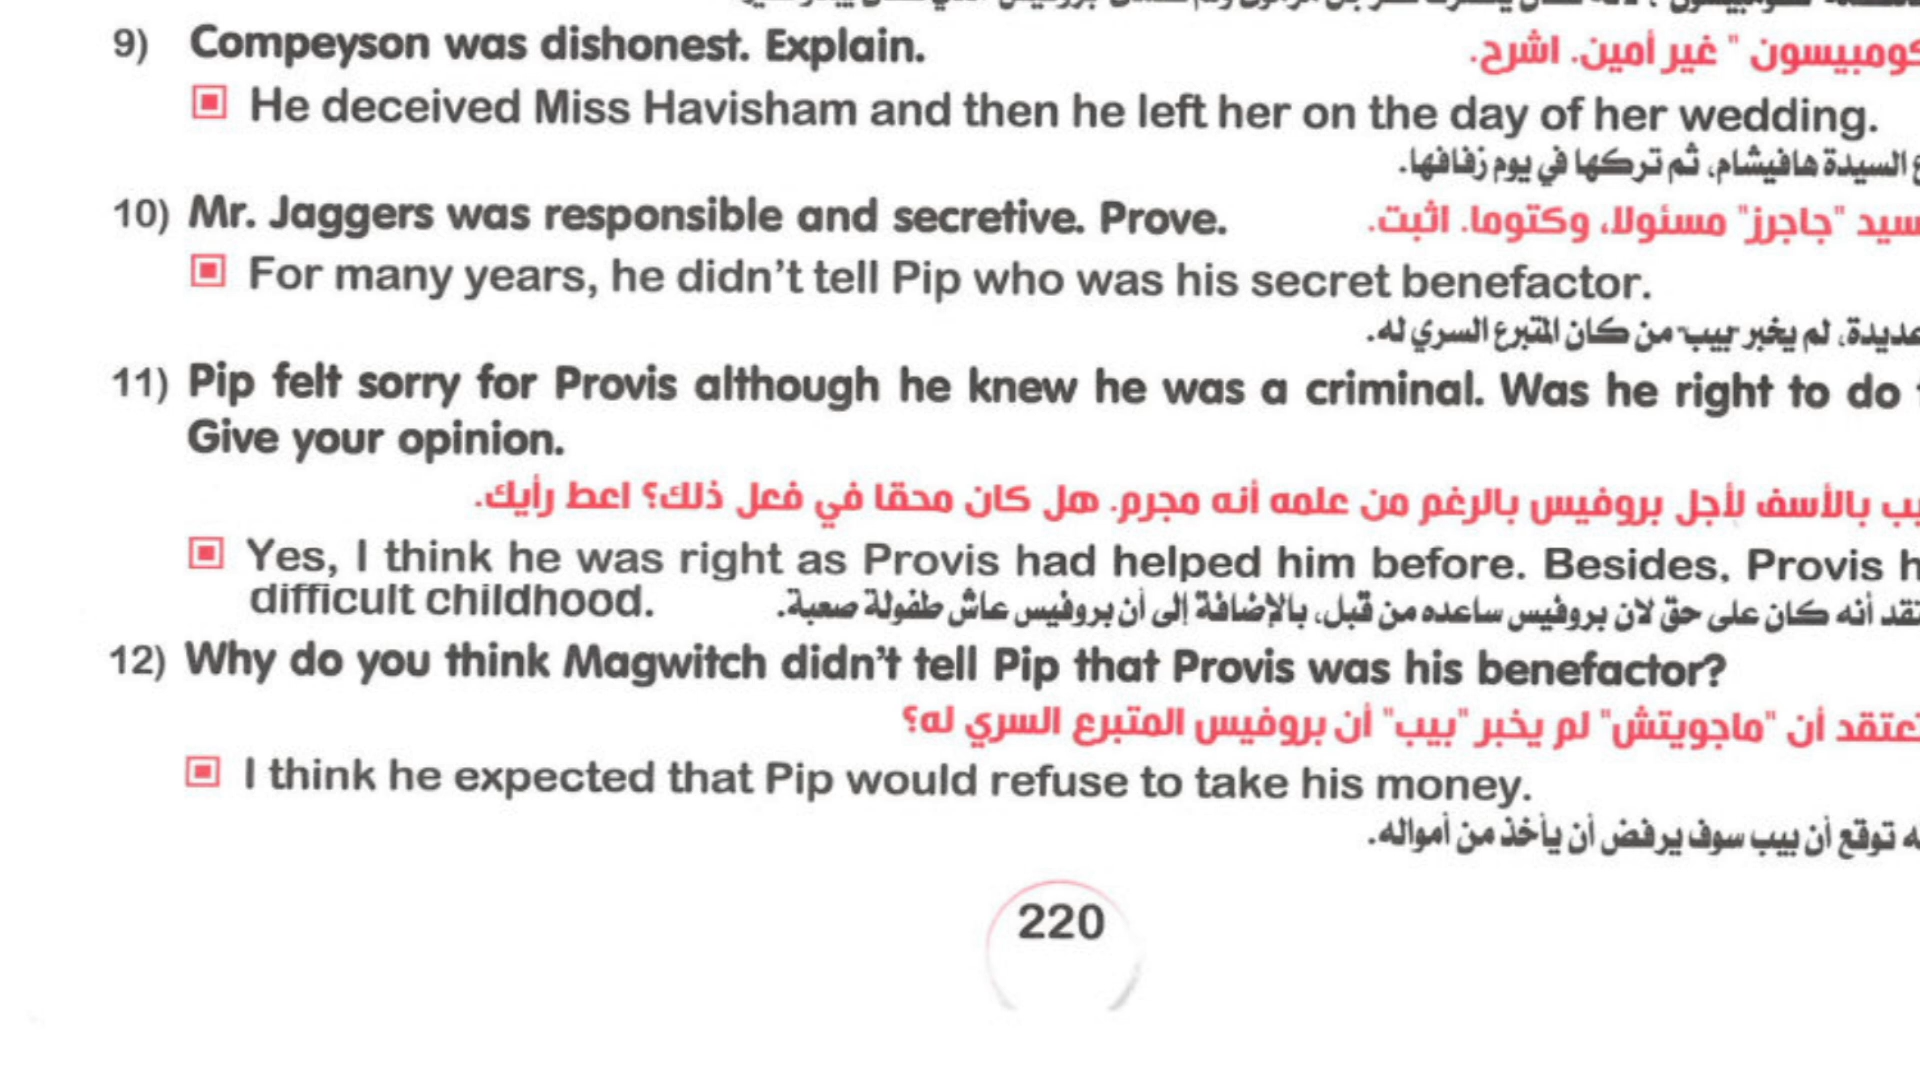 9) Compeyson was dishonest. Explain. كومبيسون " غير أمين. اشرح.
He deceived Miss Havisham and then he left her on the day of her wedding.
السيدة هافيشام، ثم تركها في يوم زفافها.
10) Mr. Jaggers was responsible and secretive. Prove. "جاجرز" مسئولا، وكتوما. اثبت.
For many years, he didn't tell Pip who was his secret benefactor.
عديدة، لم يخبر "بيب" من كان المتبرع السري له.
11) Pip felt sorry for Provis although he knew he was a criminal. Was he right to do
Give your opinion.
بالأسف لأجل بروفيس بالرغم من علمه أنه مجرم. هل كان محقا في فعل ذلك؟ اعط رأيك.
Yes, I think he was right as Provis had helped him before. Besides, Provis
difficult childhood. أنه كان على حق لان بروفيس ساعده من قبل، بالإضافة إلى أن بروفيس عاش طفولة صعبة.
12) Why do you think Magwitch didn't tell Pip that Provis was his benefactor?
أن "ماجويتش" لم يخبر "بيب" أن بروفيس المتبرع السري له؟
I think he expected that Pip would refuse to take his money.
توقع أن بيب سوف يرفض أن يأخذ من أمواله.
220